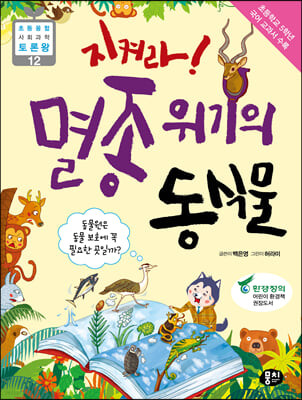 초등융합
사회과학
토론왕
12
초등학교 5학년
국어 교과서 수록
지켜라!
멸종 위기의
동식물
글쓴이 백은영 그린이 허라미
동물원은
동물 보호에 꼭
필요한 곳일까?
환경정의
어린이 환경책
권장도서
뭉치